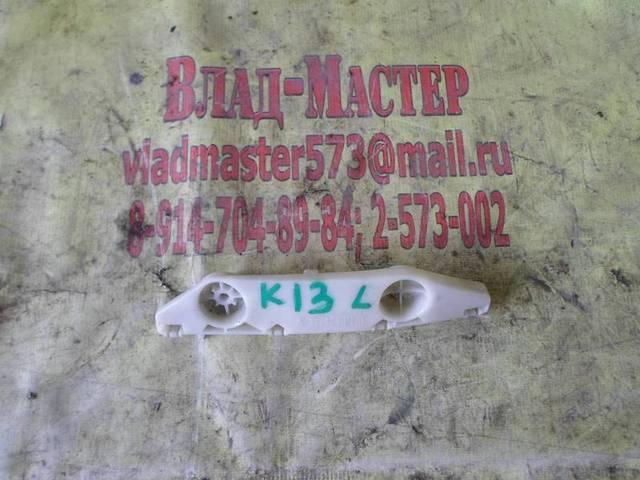 Влад-Мастер
vladmaster573@mail.ru
8-914-704-89-84; 2-573-002
K13 L